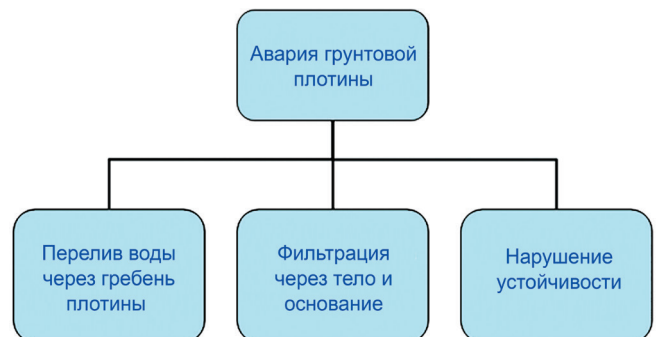 Авария грунтовой
плотины
Перелив воды
через гребень
плотины
Фильтрация
через тело и
основание
Нарушение
устойчивости